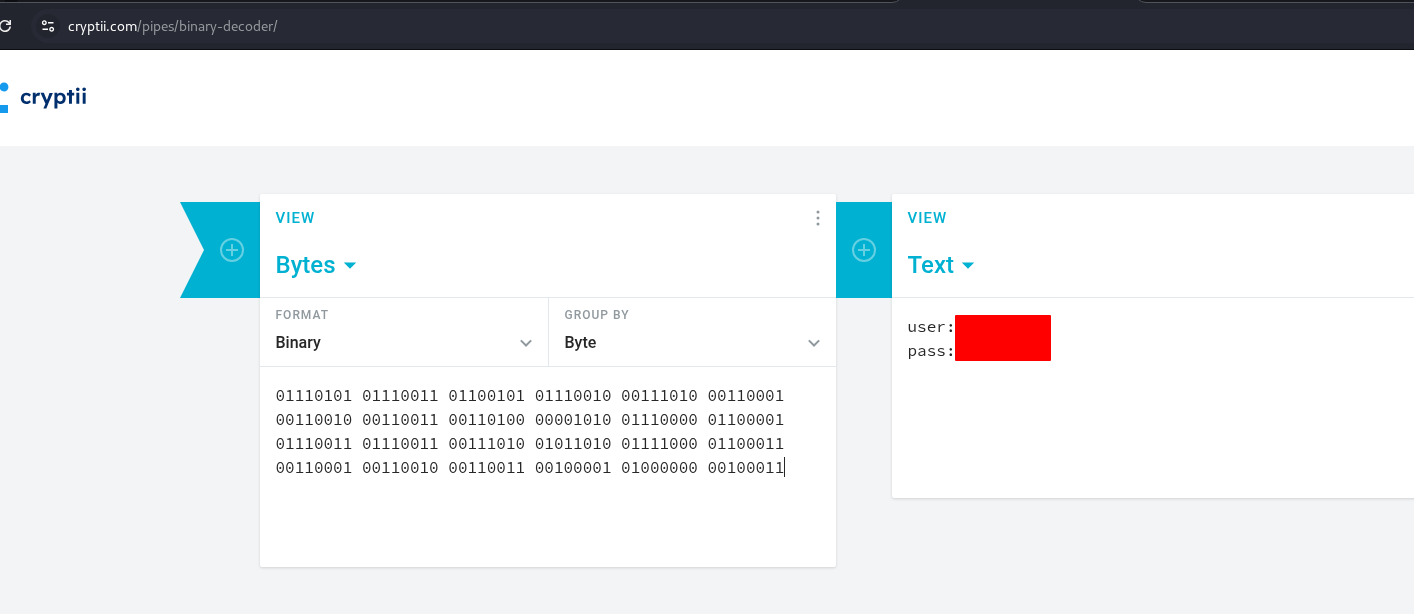 cryptii.com/pipes/binary-decoder/
cryptii
VIEW
Bytes
FORMAT
Binary
GROUP BY
Byte
01110101 01110011 01100101 01110010 00111010 00110001
00110010 00110011 00110100 00001010 01110000 01100001
01110011 01110011 00111010 01011010 01111000 01100011
00110001 00110010 00110011 00100001 01000000 00100011
VIEW
Text
user:
pass: